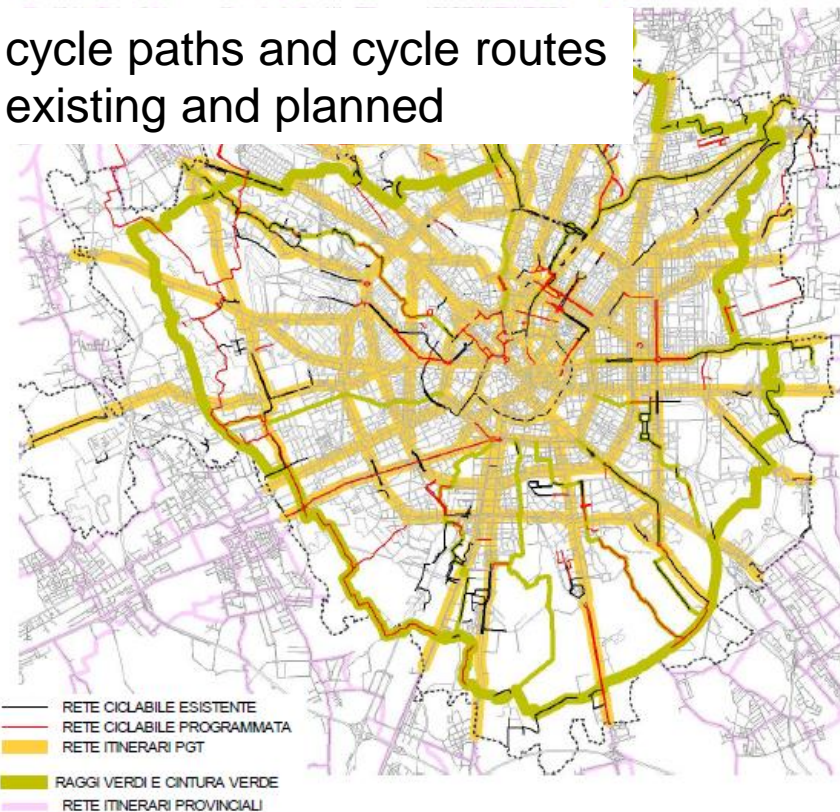 cycle paths and cycle routes
existing and planned
RETE CICLABILE ESISTENTE
RETE CICLABILE PROGRAMMATA
RETE ITINERARI PGT
RAGGI VERDI E CINTURA VERDE
RETE ITINERARI PROVINCIALI